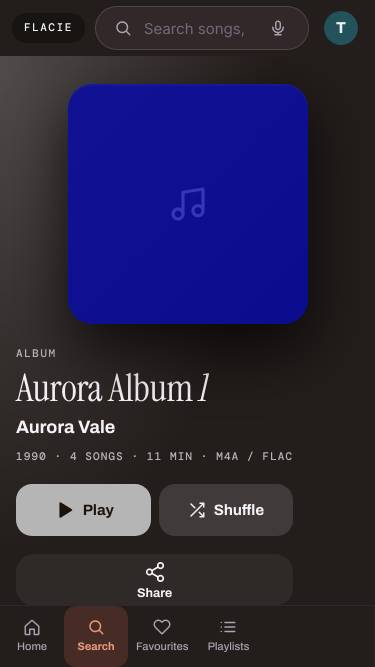 FLACIE
Search songs,
T
ALBUM
Aurora Album 1
Aurora Vale
1990 · 4 SONGS · 11 MIN · M4A / FLAC
Play
Shuffle
Share
Home
Search
Favourites
Playlists